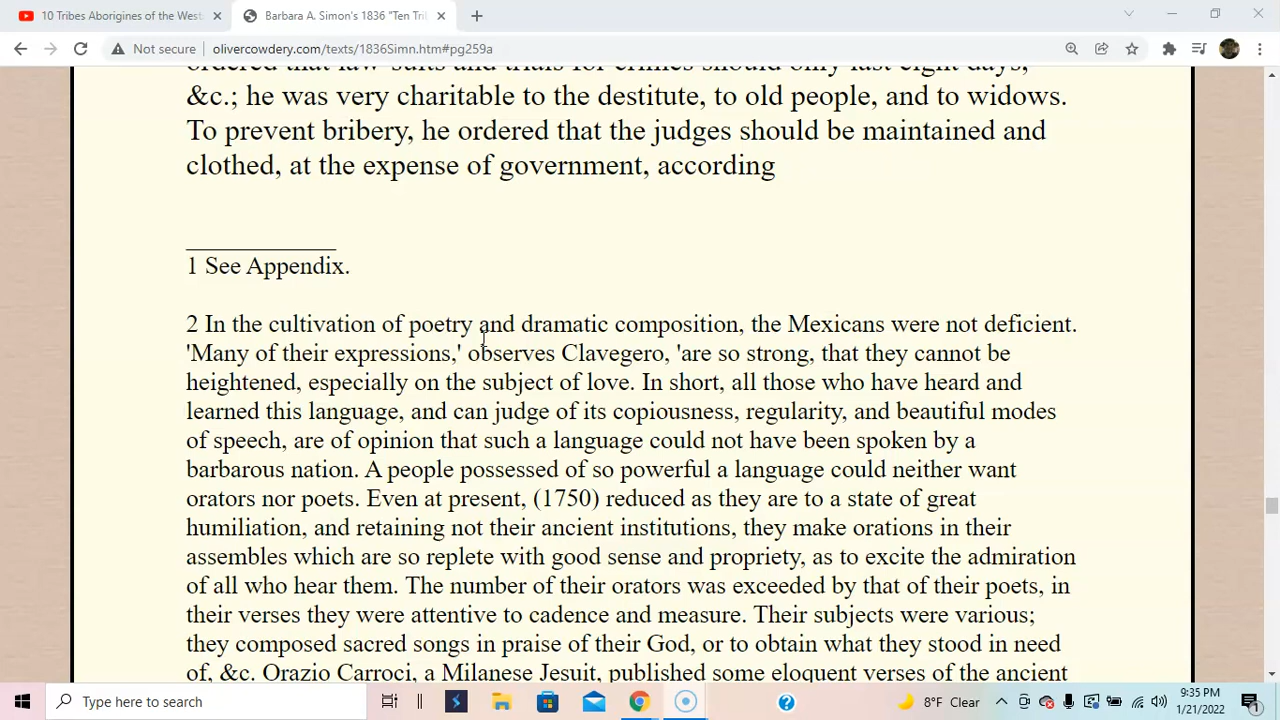 10 Tribes Aborigines of the West
Barbara A. Simon's 1836 "Ten Tri
Not secure
olivercowdery.com/texts/1836Simn.htm#pg259a
ordered that law-suits and trials for crimes should only last eight days,
&c.; he was very charitable to the destitute, to old people, and to widows.
To prevent bribery, he ordered that the judges should be maintained and
clothed, at the expense of government, according
1 See Appendix.
2 In the cultivation of poetry and dramatic composition, the Mexicans were not deficient.
'Many of their expressions,' observes Clavegero, 'are so strong, that they cannot be
heightened, especially on the subject of love. In short, all those who have heard and
learned this language, and can judge of its copiousness, regularity, and beautiful modes
of speech, are of opinion that such a language could not have been spoken by a
barbarous nation. A people possessed of so powerful a language could neither want
orators nor poets. Even at present, (1750) reduced as they are to a state of great
humiliation, and retaining not their ancient institutions, they make orations in their
assembles which are so replete with good sense and propriety, as to excite the admiration
of all who hear them. The number of their orators was exceeded by that of their poets, in
their verses they were attentive to cadence and measure. Their subjects were various;
they composed sacred songs in praise of their God, or to obtain what they stood in need
of, &c. Orazio Carroci, a Milanese Jesuit, published some eloquent verses of the ancient
Type here to search
8°F Clear
9:35 PM
1/21/2022